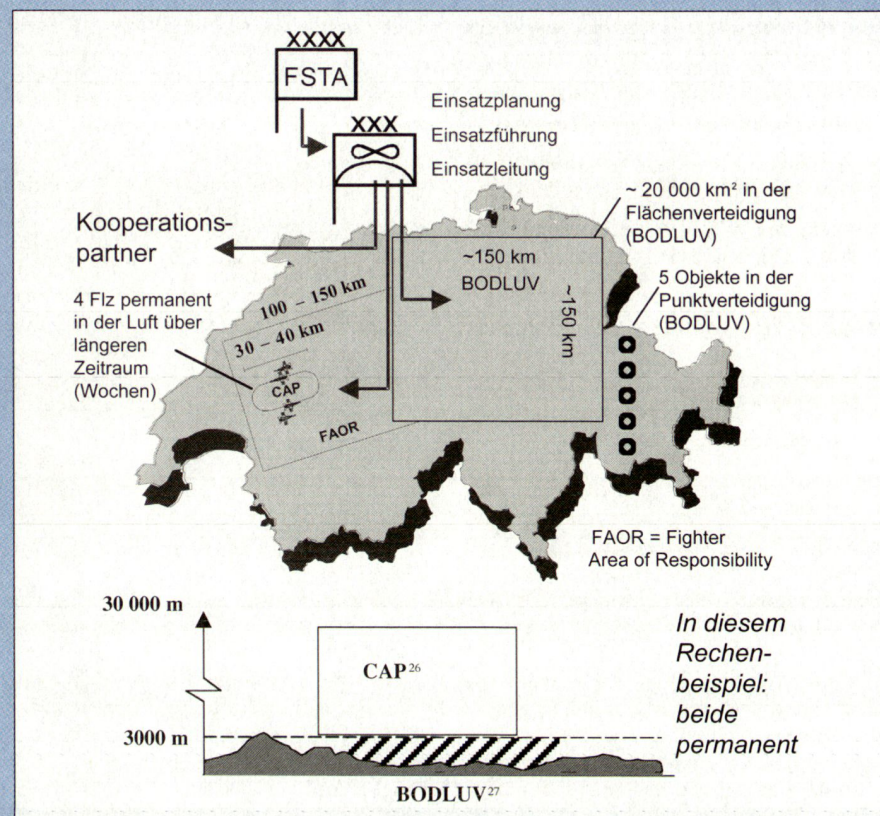 XXXX
FSTA
XXX
Einsatzplanung
Einsatzführung
Einsatzleitung
~ 20 000 km² in der
Flächenverteidigung
(BODLUV)
Kooperations-
partner
~150 km
BODLUV
~150 km
5 Objekte in der
Punktverteidigung
(BODLUV)
4 Flz permanent
in der Luft über
längeren
Zeitraum
(Wochen)
100 – 150 km
30 – 40 km
CAP
FAOR
FAOR = Fighter
Area of Responsibility
30 000 m
CAP²⁶
3000 m
In diesem
Rechen-
beispiel:
beide
permanent
BODLUV²⁷